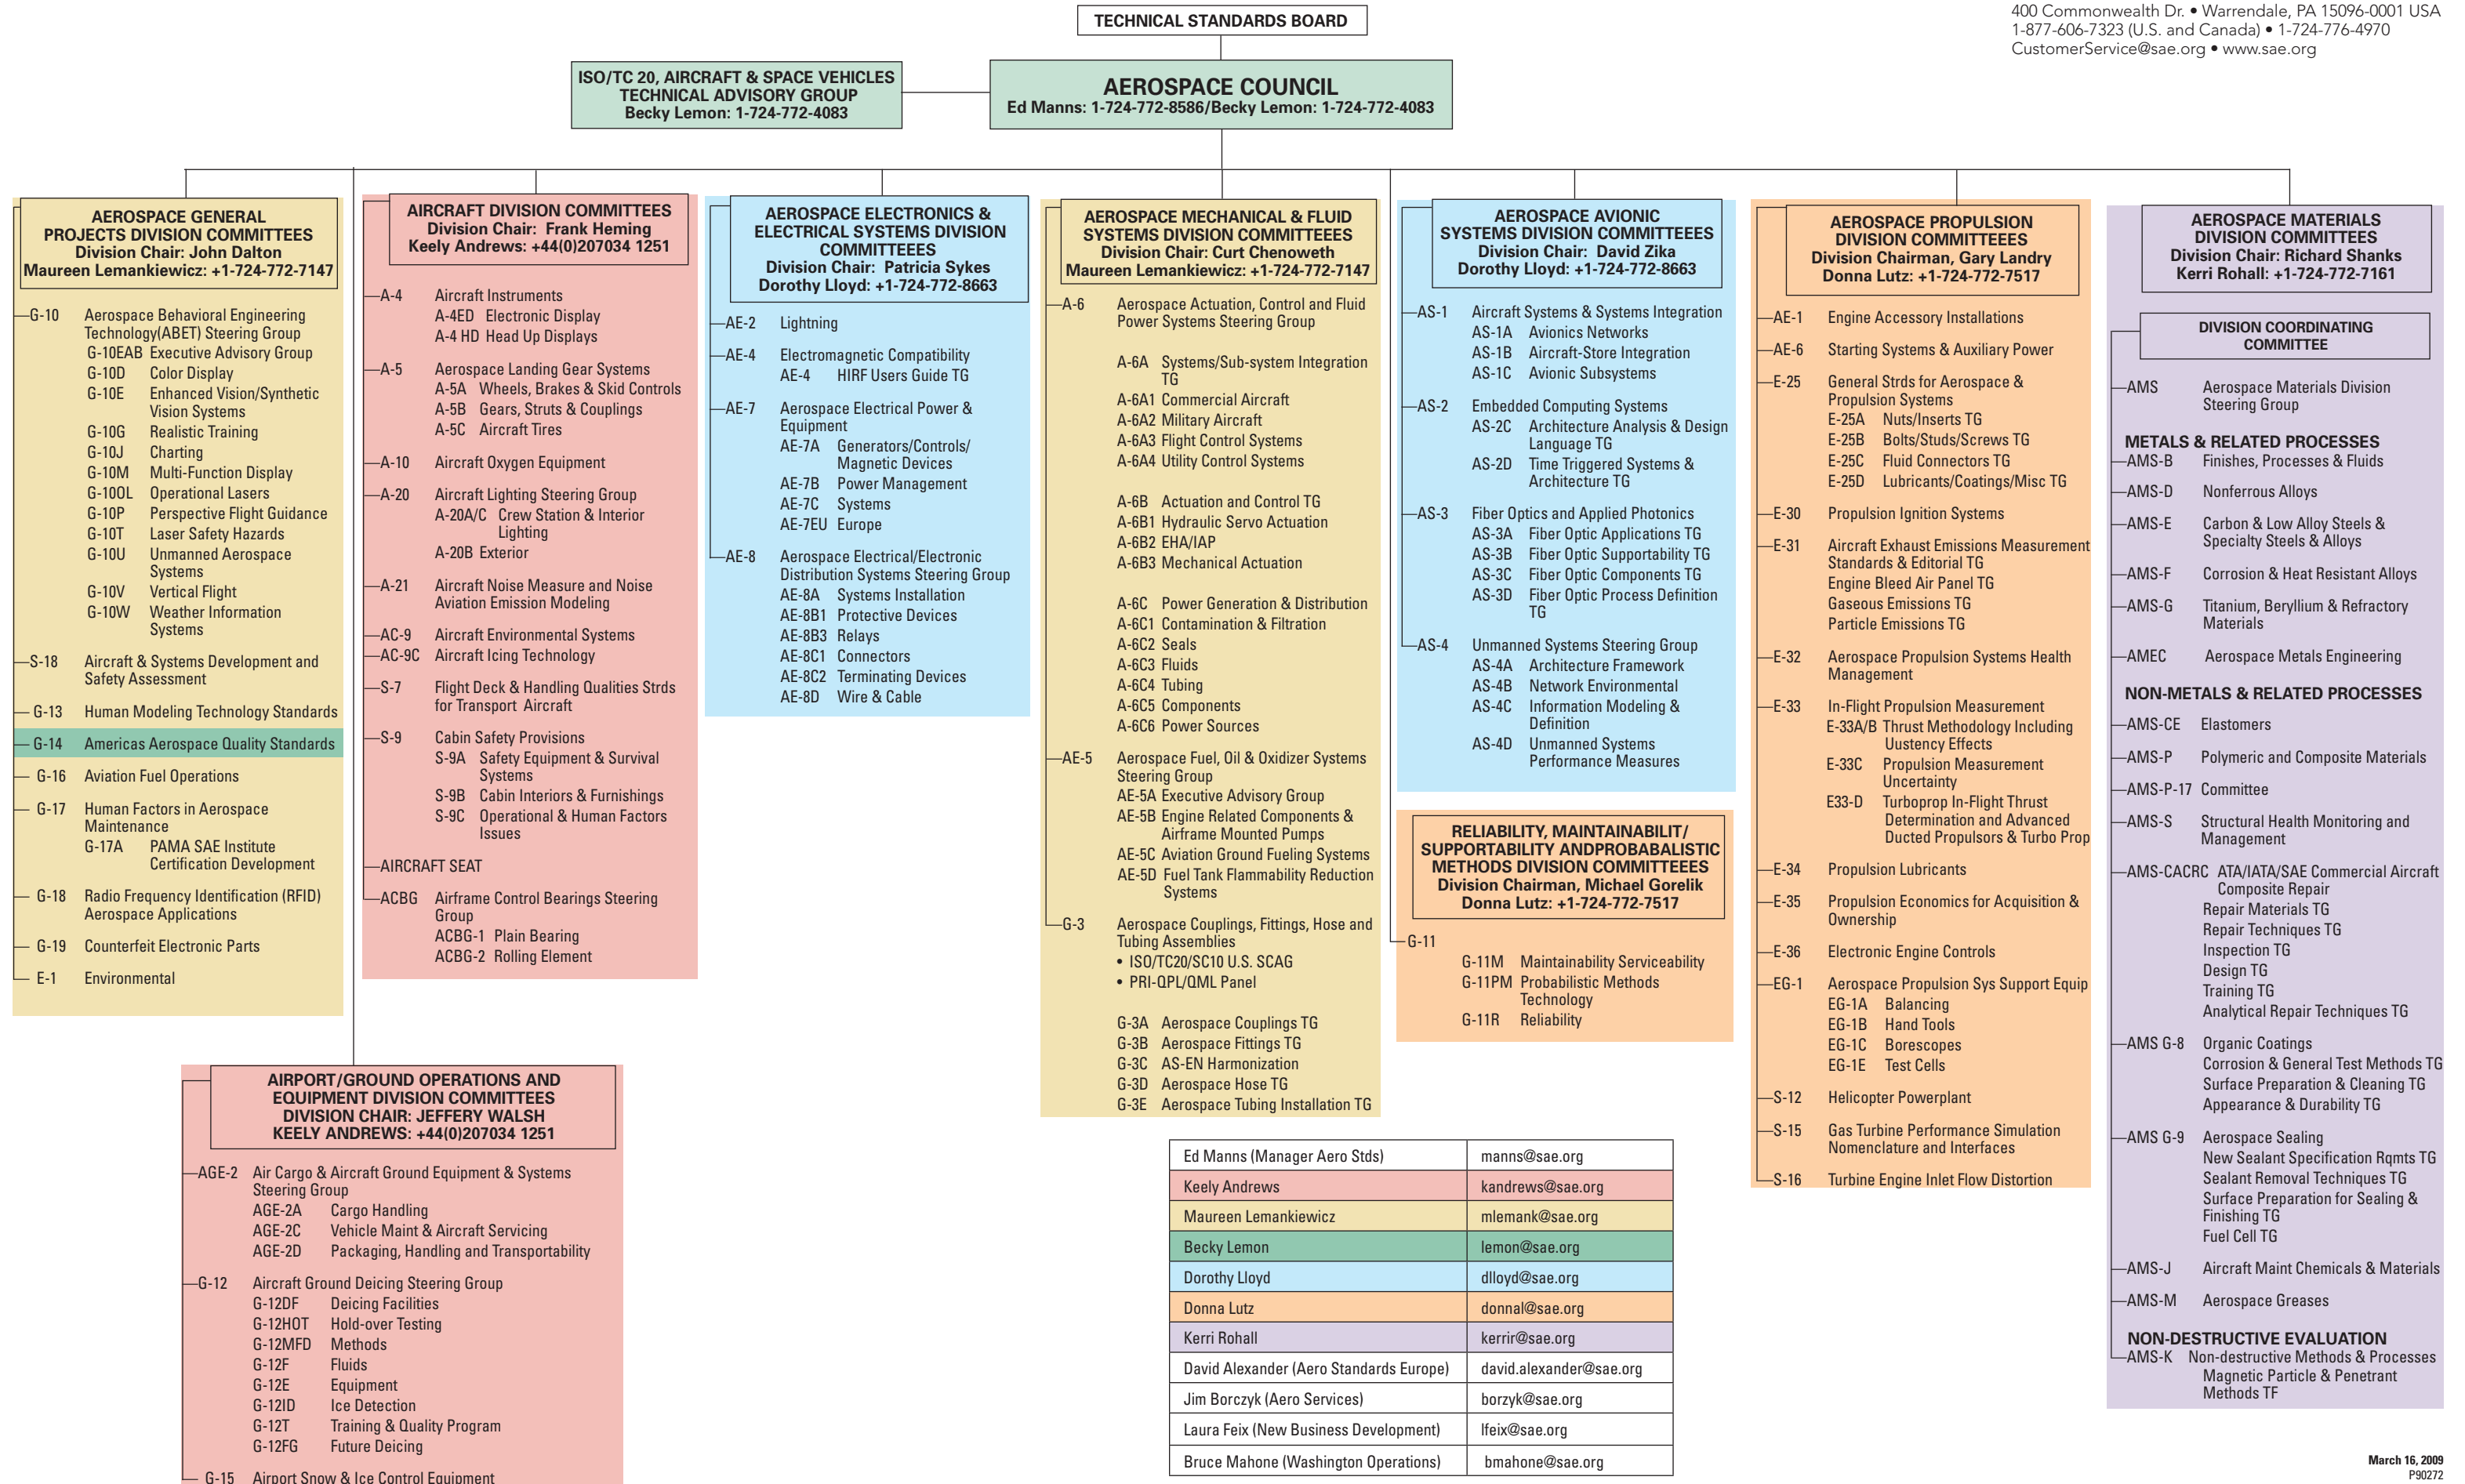 TECHNICAL STANDARDS BOARD
400 Commonwealth Dr. • Warrendale, PA 15096-0001 USA
1-877-606-7323 (U.S. and Canada) • 1-724-776-4970
CustomerService@sae.org • www.sae.org
ISO/TC 20, AIRCRAFT & SPACE VEHICLES
TECHNICAL ADVISORY GROUP
Becky Lemon: 1-724-772-4083
AEROSPACE COUNCIL
Ed Manns: 1-724-772-8586/Becky Lemon: 1-724-772-4083
AEROSPACE GENERAL
PROJECTS DIVISION COMMITTEES
Division Chair: John Dalton
Maureen Lemankiewicz: +1-724-772-7147
G-10 Aerospace Behavioral Engineering
Technology(ABET) Steering Group
G-10EAB Executive Advisory Group
G-10D Color Display
G-10E Enhanced Vision/Synthetic
Vision Systems
G-10G Realistic Training
G-10J Charting
G-10M Multi-Function Display
G-10OL Operational Lasers
G-10P Perspective Flight Guidance
G-10T Laser Safety Hazards
G-10U Unmanned Aerospace
Systems
G-10V Vertical Flight
G-10W Weather Information
Systems
S-18 Aircraft & Systems Development and
Safety Assessment
G-13 Human Modeling Technology Standards
G-14 Americas Aerospace Quality Standards
G-16 Aviation Fuel Operations
G-17 Human Factors in Aerospace
Maintenance
G-17A PAMA SAE Institute
Certification Development
G-18 Radio Frequency Identification (RFID)
Aerospace Applications
G-19 Counterfeit Electronic Parts
E-1 Environmental
AIRCRAFT DIVISION COMMITTEES
Division Chair: Frank Heming
Keely Andrews: +44(0)207034 1251
A-4 Aircraft Instruments
A-4ED Electronic Display
A-4 HD Head Up Displays
A-5 Aerospace Landing Gear Systems
A-5A Wheels, Brakes & Skid Controls
A-5B Gears, Struts & Couplings
A-5C Aircraft Tires
A-10 Aircraft Oxygen Equipment
A-20 Aircraft Lighting Steering Group
A-20A/C Crew Station & Interior
Lighting
A-20B Exterior
A-21 Aircraft Noise Measure and Noise
Aviation Emission Modeling
AC-9 Aircraft Environmental Systems
AC-9C Aircraft Icing Technology
S-7 Flight Deck & Handling Qualities Strds
for Transport Aircraft
S-9 Cabin Safety Provisions
S-9A Safety Equipment & Survival
Systems
S-9B Cabin Interiors & Furnishings
S-9C Operational & Human Factors
Issues
AIRCRAFT SEAT
ACBG Airframe Control Bearings Steering
Group
ACBG-1 Plain Bearing
ACBG-2 Rolling Element
AIRPORT/GROUND OPERATIONS AND
EQUIPMENT DIVISION COMMITTEES
DIVISION CHAIR: JEFFERY WALSH
KEELY ANDREWS: +44(0)207034 1251
AGE-2 Air Cargo & Aircraft Ground Equipment & Systems
Steering Group
AGE-2A Cargo Handling
AGE-2C Vehicle Maint & Aircraft Servicing
AGE-2D Packaging, Handling and Transportability
G-12 Aircraft Ground Deicing Steering Group
G-12DF Deicing Facilities
G-12HOT Hold-over Testing
G-12MFD Methods
G-12F Fluids
G-12E Equipment
G-12ID Ice Detection
G-12T Training & Quality Program
G-12FG Future Deicing
G-15 Airport Snow & Ice Control Equipment
AEROSPACE ELECTRONICS &
ELECTRICAL SYSTEMS DIVISION
COMMITTEEES
Division Chair: Patricia Sykes
Dorothy Lloyd: +1-724-772-8663
AE-2 Lightning
AE-4 Electromagnetic Compatibility
AE-4 HIRF Users Guide TG
AE-7 Aerospace Electrical Power &
Equipment
AE-7A Generators/Controls/
Magnetic Devices
AE-7B Power Management
AE-7C Systems
AE-7EU Europe
AE-8 Aerospace Electrical/Electronic
Distribution Systems Steering Group
AE-8A Systems Installation
AE-8B1 Protective Devices
AE-8B3 Relays
AE-8C1 Connectors
AE-8C2 Terminating Devices
AE-8D Wire & Cable
AEROSPACE MECHANICAL & FLUID
SYSTEMS DIVISION COMMITTEEES
Division Chair: Curt Chenoweth
Maureen Lemankiewicz: +1-724-772-7147
A-6 Aerospace Actuation, Control and Fluid
Power Systems Steering Group
A-6A Systems/Sub-system Integration
TG
A-6A1 Commercial Aircraft
A-6A2 Military Aircraft
A-6A3 Flight Control Systems
A-6A4 Utility Control Systems
A-6B Actuation and Control TG
A-6B1 Hydraulic Servo Actuation
A-6B2 EHA/IAP
A-6B3 Mechanical Actuation
A-6C Power Generation & Distribution
A-6C1 Contamination & Filtration
A-6C2 Seals
A-6C3 Fluids
A-6C4 Tubing
A-6C5 Components
A-6C6 Power Sources
AE-5 Aerospace Fuel, Oil & Oxidizer Systems
Steering Group
AE-5A Executive Advisory Group
AE-5B Engine Related Components &
Airframe Mounted Pumps
AE-5C Aviation Ground Fueling Systems
AE-5D Fuel Tank Flammability Reduction
Systems
G-3 Aerospace Couplings, Fittings, Hose and
Tubing Assemblies
• ISO/TC20/SC10 U.S. SCAG
• PRI-QPL/QML Panel
G-3A Aerospace Couplings TG
G-3B Aerospace Fittings TG
G-3C AS-EN Harmonization
G-3D Aerospace Hose TG
G-3E Aerospace Tubing Installation TG
AEROSPACE AVIONIC
SYSTEMS DIVISION COMMITTEEES
Division Chair: David Zika
Dorothy Lloyd: +1-724-772-8663
AS-1 Aircraft Systems & Systems Integration
AS-1A Avionics Networks
AS-1B Aircraft-Store Integration
AS-1C Avionic Subsystems
AS-2 Embedded Computing Systems
AS-2C Architecture Analysis & Design
Language TG
AS-2D Time Triggered Systems &
Architecture TG
AS-3 Fiber Optics and Applied Photonics
AS-3A Fiber Optic Applications TG
AS-3B Fiber Optic Supportability TG
AS-3C Fiber Optic Components TG
AS-3D Fiber Optic Process Definition
TG
AS-4 Unmanned Systems Steering Group
AS-4A Architecture Framework
AS-4B Network Environmental
AS-4C Information Modeling &
Definition
AS-4D Unmanned Systems
Performance Measures
RELIABILITY, MAINTAINABILIT/
SUPPORTABILITY ANDPROBABALISTIC
METHODS DIVISION COMMITTEEES
Division Chairman, Michael Gorelik
Donna Lutz: +1-724-772-7517
G-11
G-11M Maintainability Serviceability
G-11PM Probabilistic Methods
Technology
G-11R Reliability
AEROSPACE PROPULSION
DIVISION COMMITTEEES
Division Chairman, Gary Landry
Donna Lutz: +1-724-772-7517
AE-1 Engine Accessory Installations
AE-6 Starting Systems & Auxiliary Power
E-25 General Strds for Aerospace &
Propulsion Systems
E-25A Nuts/Inserts TG
E-25B Bolts/Studs/Screws TG
E-25C Fluid Connectors TG
E-25D Lubricants/Coatings/Misc TG
E-30 Propulsion Ignition Systems
E-31 Aircraft Exhaust Emissions Measurement
Standards & Editorial TG
Engine Bleed Air Panel TG
Gaseous Emissions TG
Particle Emissions TG
E-32 Aerospace Propulsion Systems Health
Management
E-33 In-Flight Propulsion Measurement
E-33A/B Thrust Methodology Including
Uustency Effects
E-33C Propulsion Measurement
Uncertainty
E33-D Turboprop In-Flight Thrust
Determination and Advanced
Ducted Propulsors & Turbo Prop
E-34 Propulsion Lubricants
E-35 Propulsion Economics for Acquisition &
Ownership
E-36 Electronic Engine Controls
EG-1 Aerospace Propulsion Sys Support Equip
EG-1A Balancing
EG-1B Hand Tools
EG-1C Borescopes
EG-1E Test Cells
S-12 Helicopter Powerplant
S-15 Gas Turbine Performance Simulation
Nomenclature and Interfaces
S-16 Turbine Engine Inlet Flow Distortion
AEROSPACE MATERIALS
DIVISION COMMITTEES
Division Chair: Richard Shanks
Kerri Rohall: +1-724-772-7161
DIVISION COORDINATING
COMMITTEE
AMS Aerospace Materials Division
Steering Group
METALS & RELATED PROCESSES
AMS-B Finishes, Processes & Fluids
AMS-D Nonferrous Alloys
AMS-E Carbon & Low Alloy Steels &
Specialty Steels & Alloys
AMS-F Corrosion & Heat Resistant Alloys
AMS-G Titanium, Beryllium & Refractory
Materials
AMEC Aerospace Metals Engineering
NON-METALS & RELATED PROCESSES
AMS-CE Elastomers
AMS-P Polymeric and Composite Materials
AMS-P-17 Committee
AMS-S Structural Health Monitoring and
Management
AMS-CACRC ATA/IATA/SAE Commercial Aircraft
Composite Repair
Repair Materials TG
Repair Techniques TG
Inspection TG
Design TG
Training TG
Analytical Repair Techniques TG
AMS G-8 Organic Coatings
Corrosion & General Test Methods TG
Surface Preparation & Cleaning TG
Appearance & Durability TG
AMS G-9 Aerospace Sealing
New Sealant Specification Rqmts TG
Sealant Removal Techniques TG
Surface Preparation for Sealing &
Finishing TG
Fuel Cell TG
AMS-J Aircraft Maint Chemicals & Materials
AMS-M Aerospace Greases
NON-DESTRUCTIVE EVALUATION
AMS-K Non-destructive Methods & Processes
Magnetic Particle & Penetrant
Methods TF
Ed Manns (Manager Aero Stds) manns@sae.org
Keely Andrews kandrews@sae.org
Maureen Lemankiewicz mlemank@sae.org
Becky Lemon lemon@sae.org
Dorothy Lloyd dlloyd@sae.org
Donna Lutz donnal@sae.org
Kerri Rohall kerrir@sae.org
David Alexander (Aero Standards Europe) david.alexander@sae.org
Jim Borczyk (Aero Services) borzyk@sae.org
Laura Feix (New Business Development) lfeix@sae.org
Bruce Mahone (Washington Operations) bmahone@sae.org
March 16, 2009
P90272